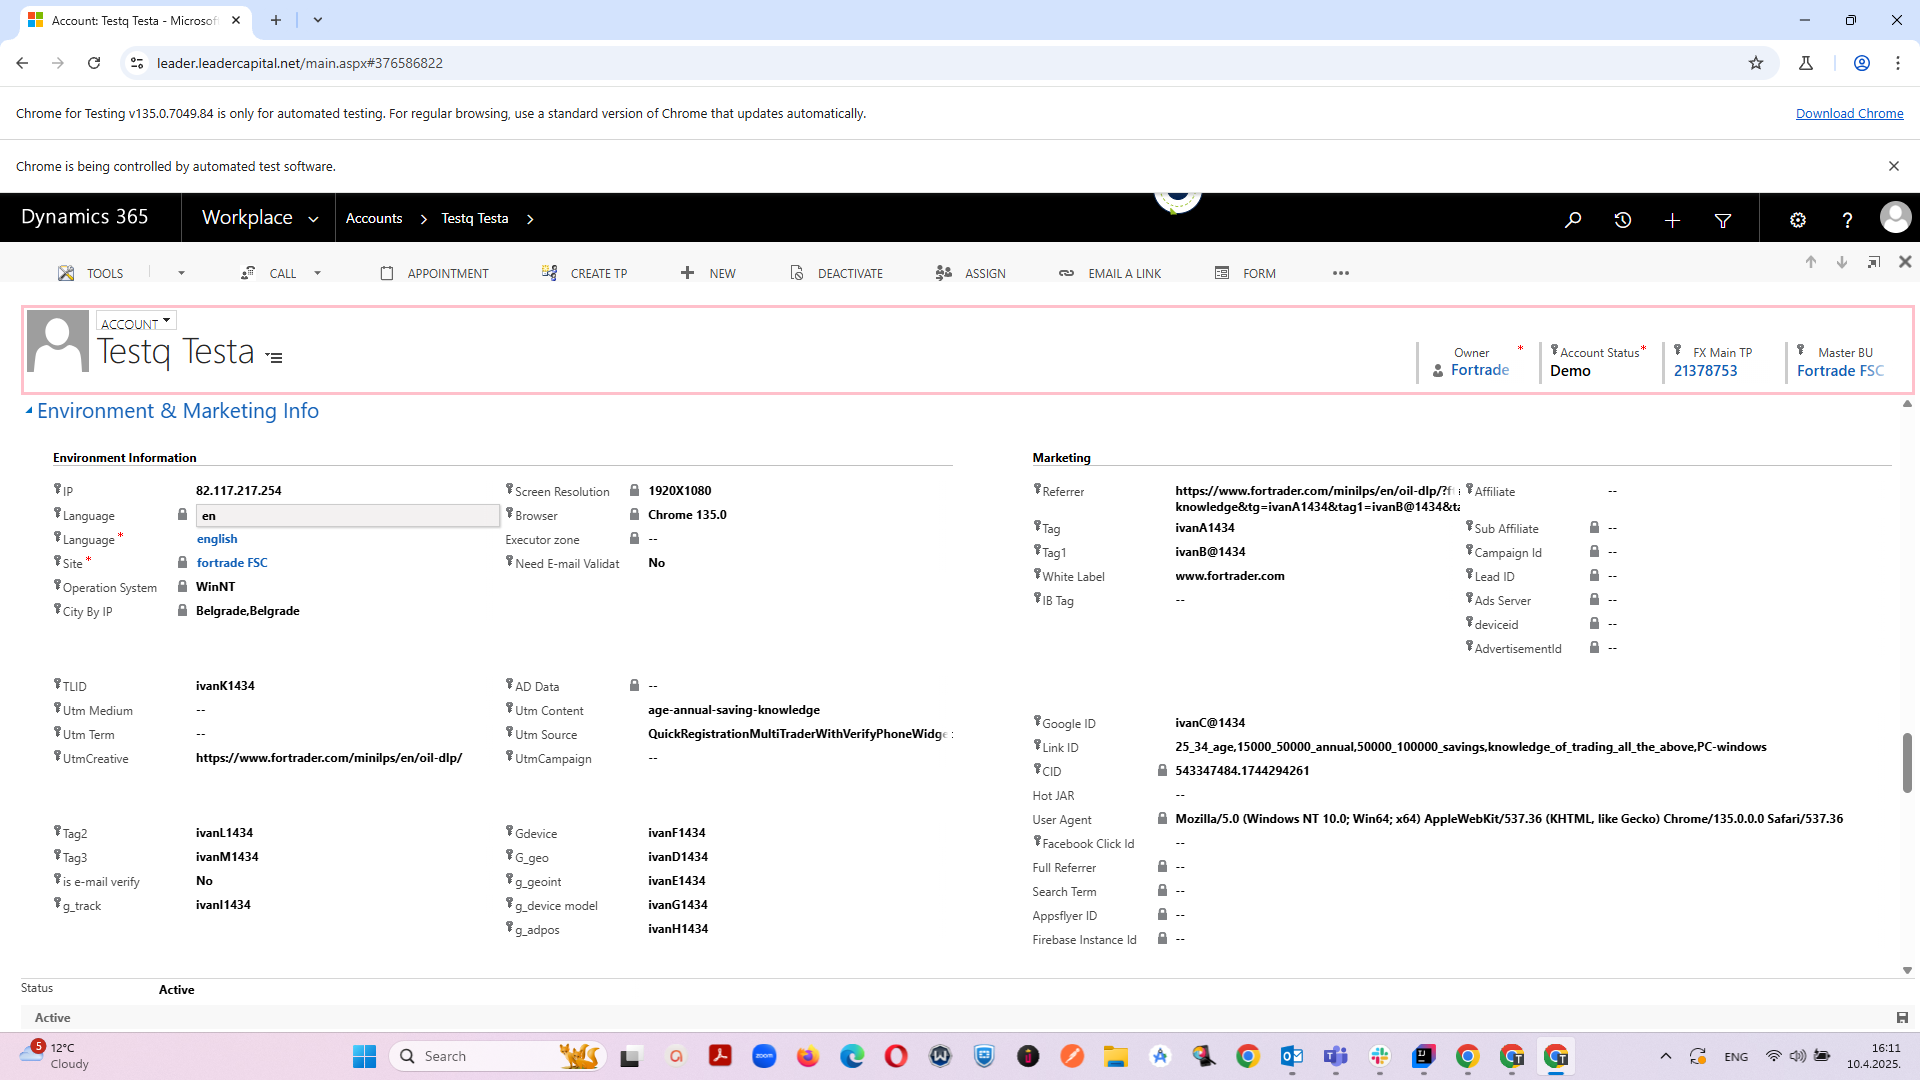 Account: Testq Testa - Microsof
leader.leadercapital.net/main.aspx#376586822
Chrome for Testing v135.0.7049.84 is only for automated testing. For regular browsing, use a standard version of Chrome that updates automatically.
Download Chrome
Chrome is being controlled by automated test software.
Dynamics 365
Workplace
Accounts
Testq Testa
TOOLS
CALL
APPOINTMENT
CREATE TP
NEW
DEACTIVATE
ASSIGN
EMAIL A LINK
FORM
ACCOUNT
Testq Testa
Owner *
Fortrade
Account Status *
Demo
FX Main TP
21378753
Master BU
Fortrade FSC
Environment & Marketing Info
Environment Information
IP 82.117.217.254
Language en
Language * english
Site * fortrade FSC
Operation System WinNT
City By IP Belgrade,Belgrade
Screen Resolution 1920X1080
Browser Chrome 135.0
Executor zone --
Need E-mail Validat No
TLID ivanK1434
Utm Medium --
Utm Term --
UtmCreative https://www.fortrader.com/minilps/en/oil-dlp/
AD Data --
Utm Content age-annual-saving-knowledge
Utm Source QuickRegistrationMultiTraderWithVerifyPhoneWidge
UtmCampaign --
Tag2 ivanL1434
Tag3 ivanM1434
is e-mail verify No
g_track ivanI1434
Gdevice ivanF1434
G_geo ivanD1434
g_geoint ivanE1434
g_device model ivanG1434
g_adpos ivanH1434
Marketing
Referrer https://www.fortrader.com/minilps/en/oil-dlp/?f
knowledge&tg=ivanA1434&tag1=ivanB@1434&ta
Tag ivanA1434
Tag1 ivanB@1434
White Label www.fortrader.com
IB Tag --
Affiliate --
Sub Affiliate --
Campaign Id --
Lead ID --
Ads Server --
deviceid --
AdvertisementId --
Google ID ivanC@1434
Link ID 25_34_age,15000_50000_annual,50000_100000_savings,knowledge_of_trading_all_the_above,PC-windows
CID 543347484.1744294261
Hot JAR --
User Agent Mozilla/5.0 (Windows NT 10.0; Win64; x64) AppleWebKit/537.36 (KHTML, like Gecko) Chrome/135.0.0.0 Safari/537.36
Facebook Click Id --
Full Referrer --
Search Term --
Appsflyer ID --
Firebase Instance Id --
Status Active
Active
5
12°C
Cloudy
Search
zoom
ENG
16:11
10.4.2025.